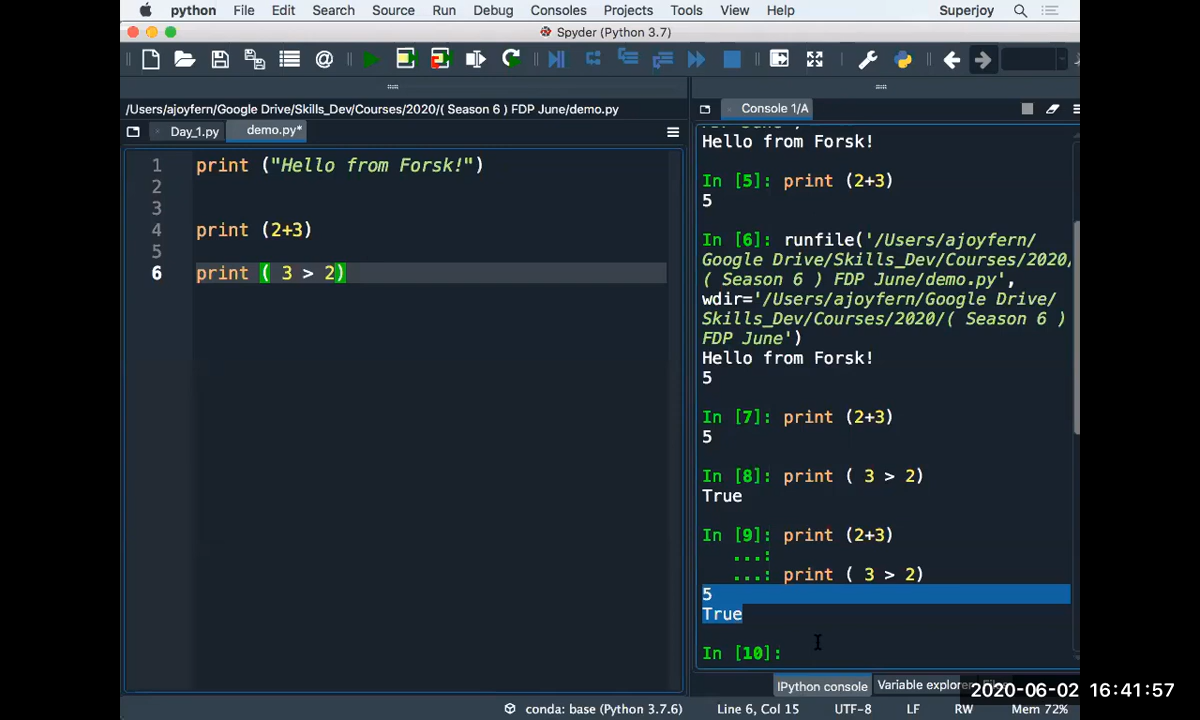 python File Edit Search Source Run Debug Consoles Projects Tools View Help Superjoy
Spyder (Python 3.7)
/Users/ajoyfern/Google Drive/Skills_Dev/Courses/2020/( Season 6 ) FDP June/demo.py
Day_1.py demo.py*
1 print ("Hello from Forsk!")
2
3
4 print (2+3)
5
6 print ( 3 > 2)
Console 1/A
Hello from Forsk!
In [5]: print (2+3)
5
In [6]: runfile('/Users/ajoyfern/
Google Drive/Skills_Dev/Courses/2020/
( Season 6 ) FDP June/demo.py',
wdir='/Users/ajoyfern/Google Drive/
Skills_Dev/Courses/2020/( Season 6 )
FDP June')
Hello from Forsk!
5
In [7]: print (2+3)
5
In [8]: print ( 3 > 2)
True
In [9]: print (2+3)
...:
...: print ( 3 > 2)
5
True
In [10]:
IPython console Variable explorer
2020-06-02 16:41:57
conda: base (Python 3.7.6) Line 6, Col 15 UTF-8 LF RW Mem 72%